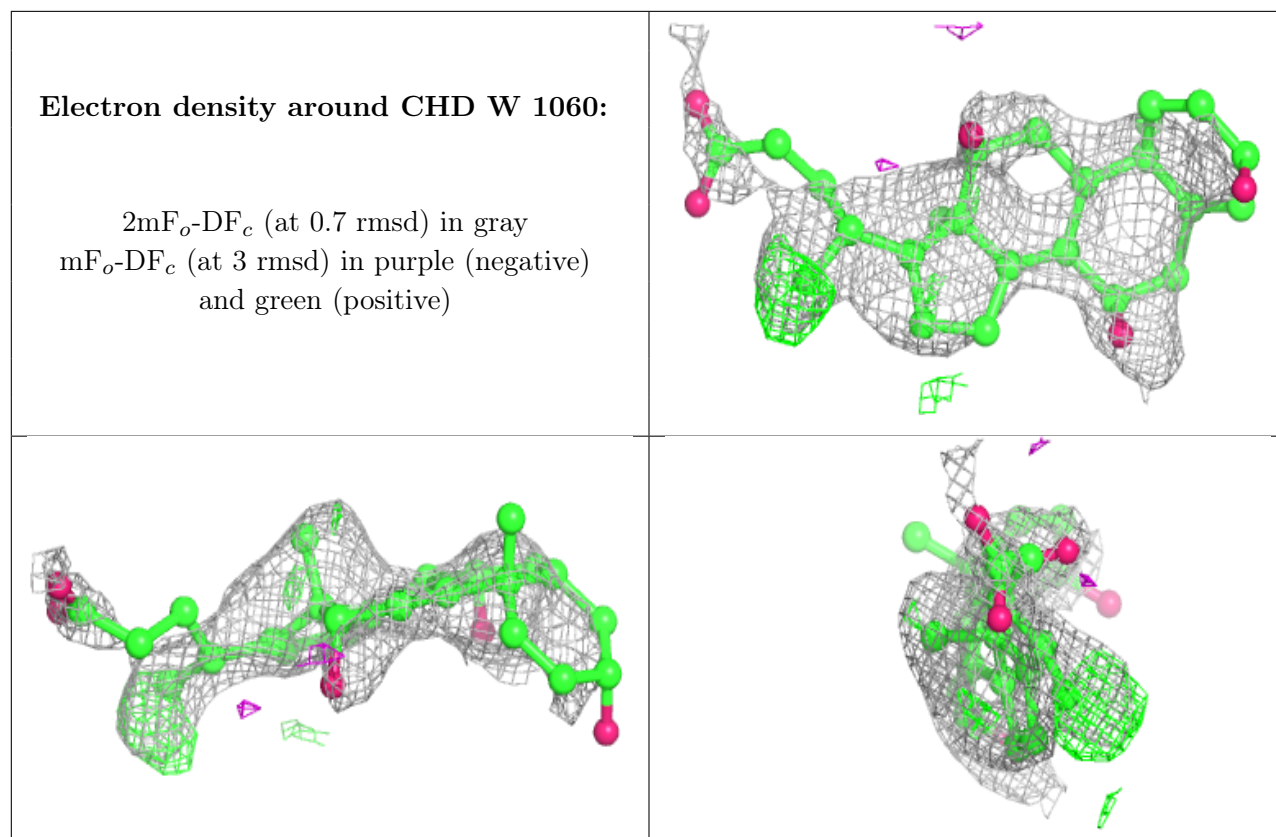 Electron density around CHD W 1060:
2mFₒ-DF𝒸 (at 0.7 rmsd) in gray
mFₒ-DF𝒸 (at 3 rmsd) in purple (negative)
and green (positive)